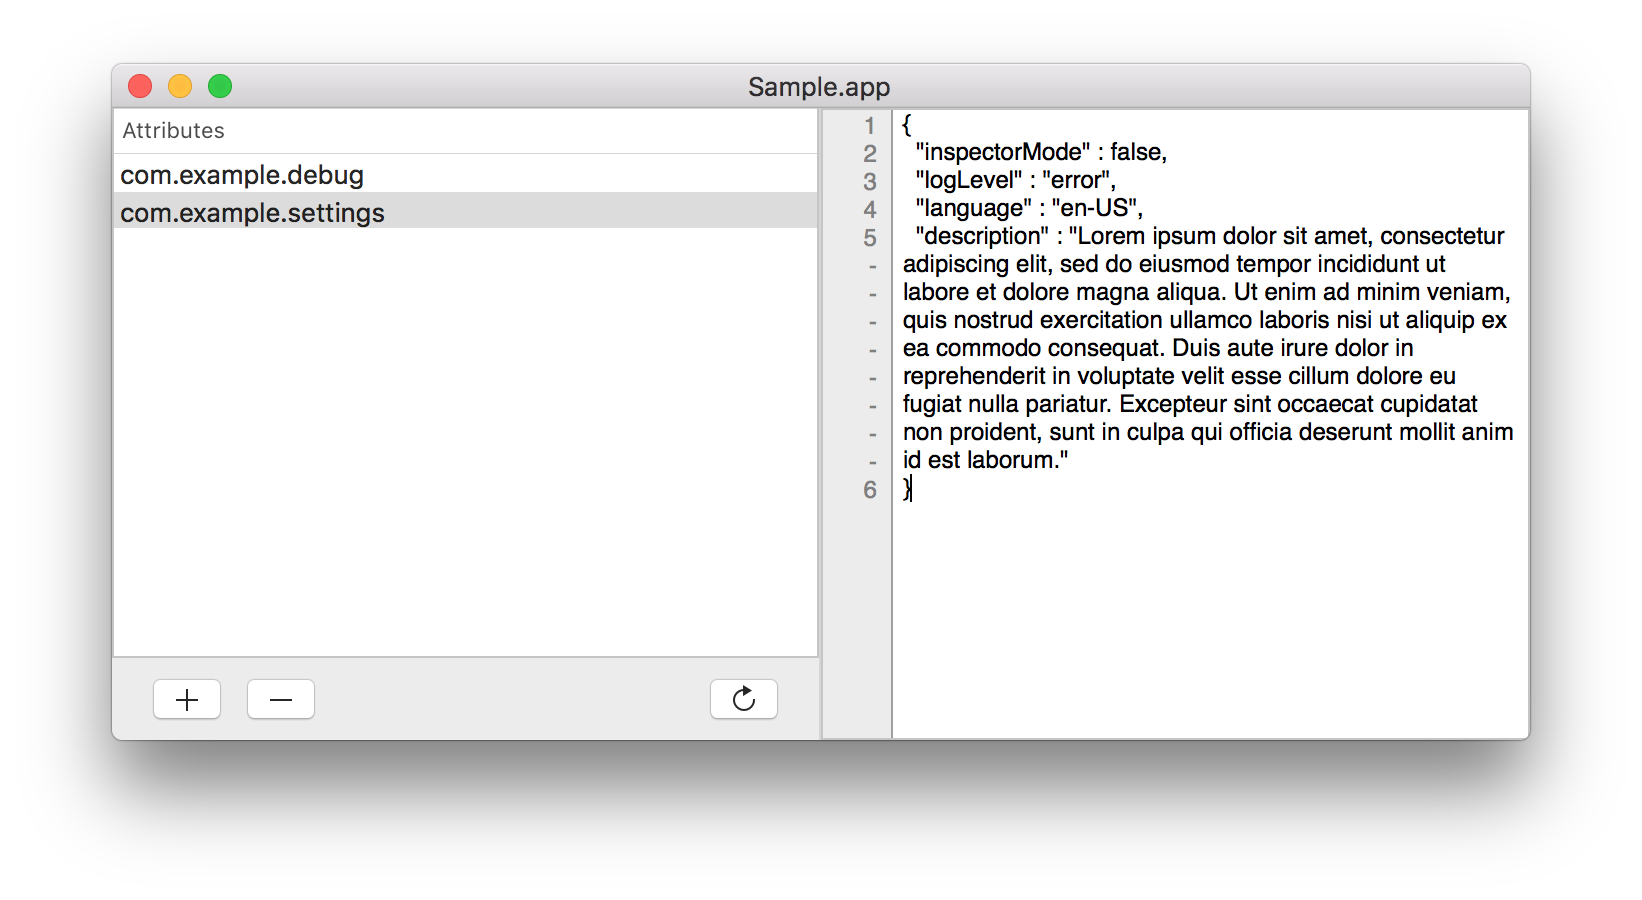 Sample.app
Attributes
com.example.debug
com.example.settings
1 {
2 "inspectorMode" : false,
3 "logLevel" : "error",
4 "language" : "en-US",
5 "description" : "Lorem ipsum dolor sit amet, consectetur
- adipiscing elit, sed do eiusmod tempor incididunt ut
- labore et dolore magna aliqua. Ut enim ad minim veniam,
- quis nostrud exercitation ullamco laboris nisi ut aliquip ex
- ea commodo consequat. Duis aute irure dolor in
- reprehenderit in voluptate velit esse cillum dolore eu
- fugiat nulla pariatur. Excepteur sint occaecat cupidatat
- non proident, sunt in culpa qui officia deserunt mollit anim
- id est laborum."
6 }